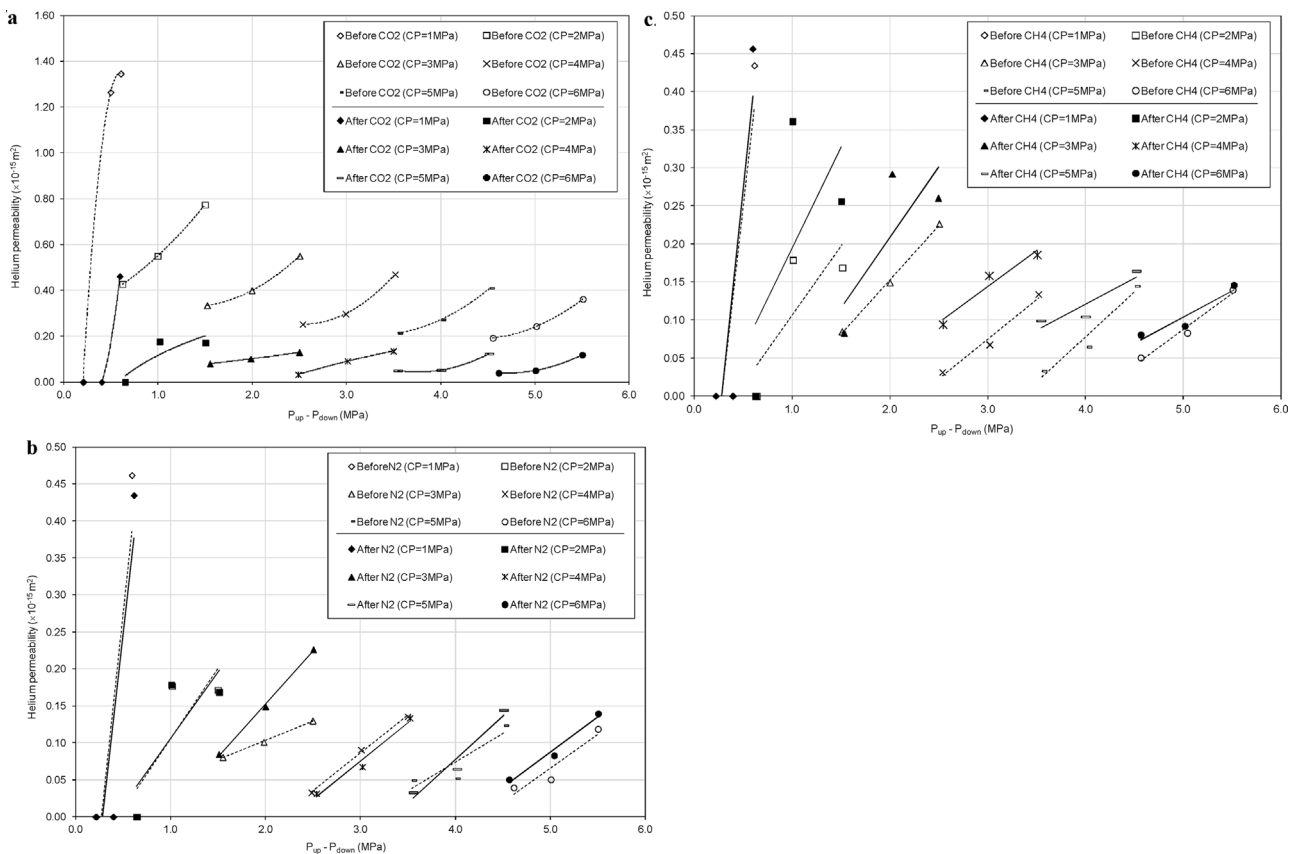 a
1.60
1.40
1.20
1.00
0.80
0.60
0.40
0.20
0.00
Helium permeability (×10⁻¹⁵ m²)
0.0 1.0 2.0 3.0 4.0 5.0 6.0
Pup - Pdown (MPa)
Before CO2 (CP=1MPa) Before CO2 (CP=2MPa)
Before CO2 (CP=3MPa) Before CO2 (CP=4MPa)
Before CO2 (CP=5MPa) Before CO2 (CP=6MPa)
After CO2 (CP=1MPa) After CO2 (CP=2MPa)
After CO2 (CP=3MPa) After CO2 (CP=4MPa)
After CO2 (CP=5MPa) After CO2 (CP=6MPa)
c.
0.50
0.45
0.40
0.35
0.30
0.25
0.20
0.15
0.10
0.05
0.00
Helium permeability (×10⁻¹⁵ m²)
0.0 1.0 2.0 3.0 4.0 5.0 6.0
Pup - Pdown (MPa)
Before CH4 (CP=1MPa) Before CH4 (CP=2MPa)
Before CH4 (CP=3MPa) Before CH4 (CP=4MPa)
Before CH4 (CP=5MPa) Before CH4 (CP=6MPa)
After CH4 (CP=1MPa) After CH4 (CP=2MPa)
After CH4 (CP=3MPa) After CH4 (CP=4MPa)
After CH4 (CP=5MPa) After CH4 (CP=6MPa)
b
0.50
0.45
0.40
0.35
0.30
0.25
0.20
0.15
0.10
0.05
0.00
Helium permeability (×10⁻¹⁵ m²)
0.0 1.0 2.0 3.0 4.0 5.0 6.0
Pup - Pdown (MPa)
Before N2 (CP=1MPa) Before N2 (CP=2MPa)
Before N2 (CP=3MPa) Before N2 (CP=4MPa)
Before N2 (CP=5MPa) Before N2 (CP=6MPa)
After N2 (CP=1MPa) After N2 (CP=2MPa)
After N2 (CP=3MPa) After N2 (CP=4MPa)
After N2 (CP=5MPa) After N2 (CP=6MPa)